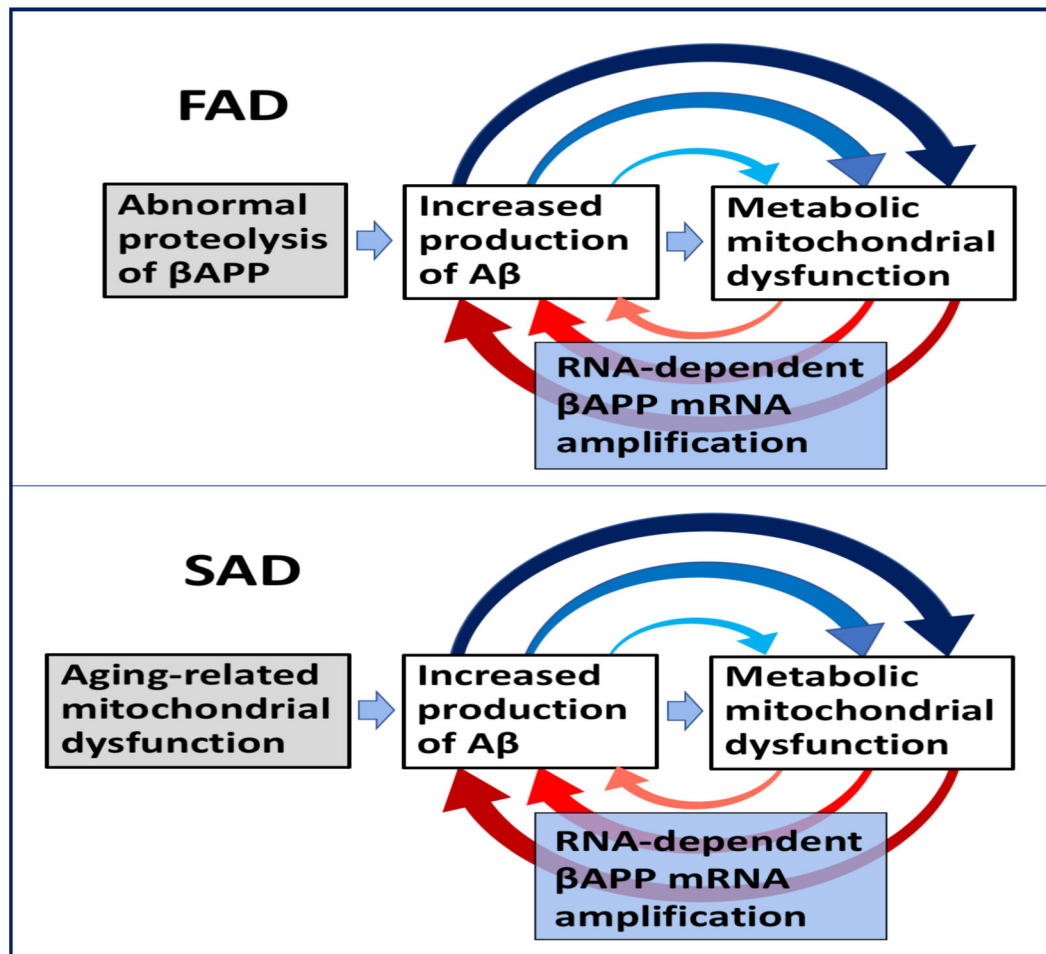 FAD
Abnormal
proteolysis
of βAPP
Increased
production
of Aβ
Metabolic
mitochondrial
dysfunction
RNA-dependent
βAPP mRNA
amplification
SAD
Aging-related
mitochondrial
dysfunction
Increased
production
of Aβ
Metabolic
mitochondrial
dysfunction
RNA-dependent
βAPP mRNA
amplification